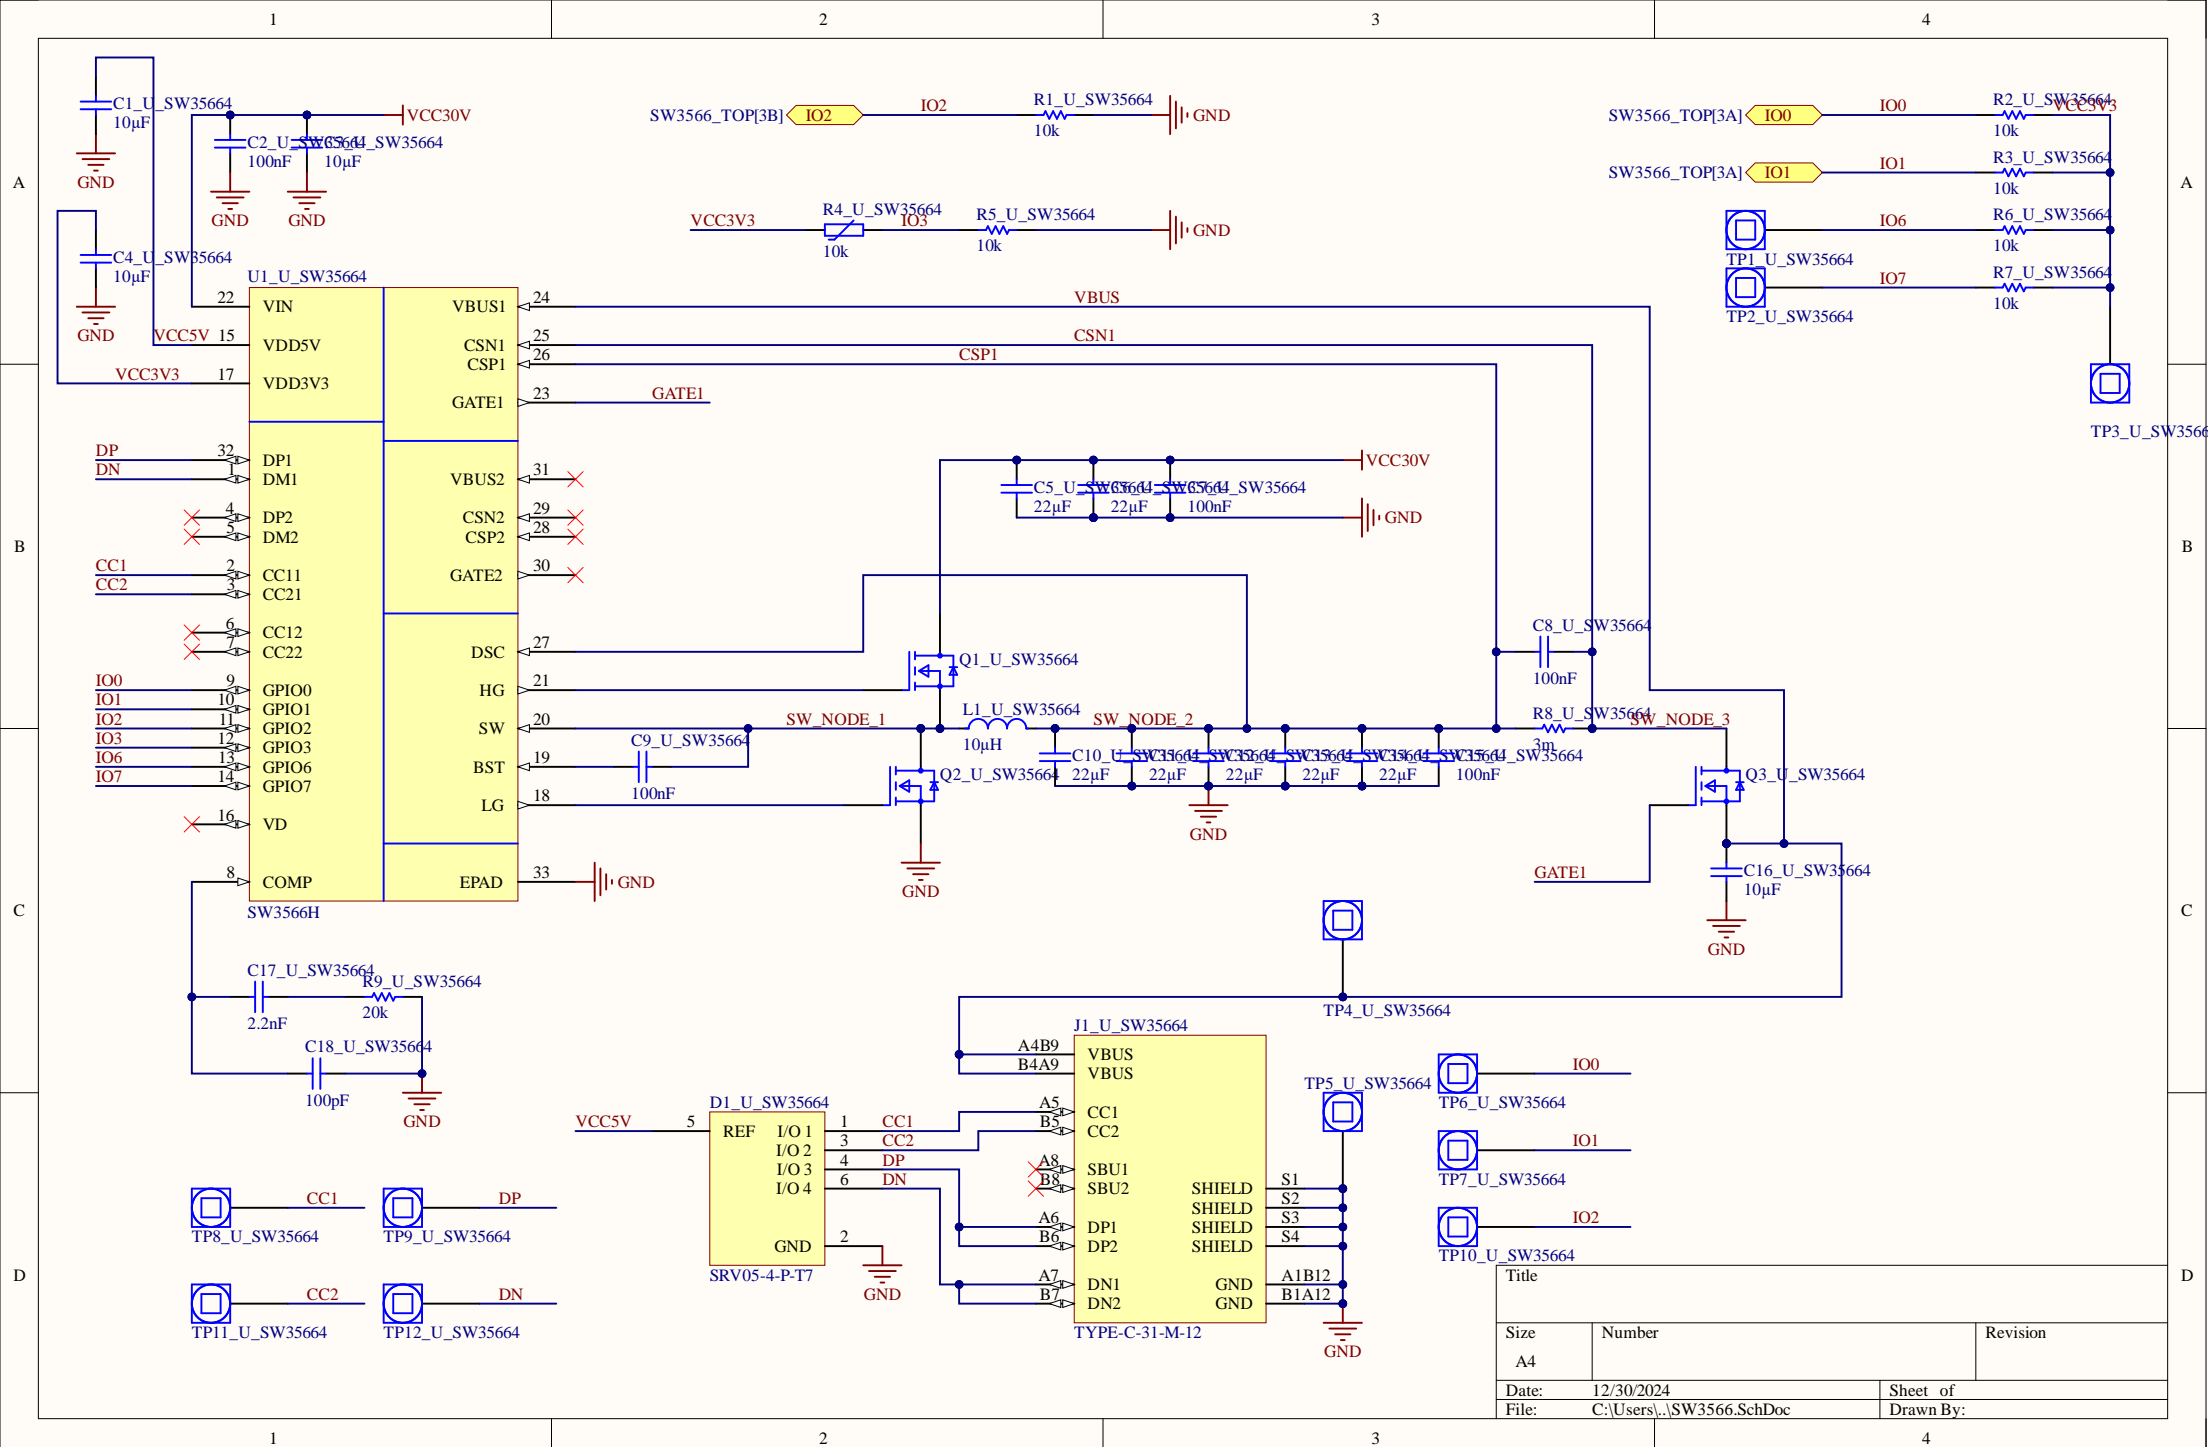 1 2 3 4
C1_U_SW35664
10µF
GND
VCC30V
C2_U_SW35664
100nF
GND
C3_U_SW35664
10µF
GND
SW3566_TOP[3B] IO2 IO2 R1_U_SW35664
10k
GND
SW3566_TOP[3A] IO0 IO0 R2_U_SW35664 VCC3V3
10k
SW3566_TOP[3A] IO1 IO1 R3_U_SW35664
10k
A A
VCC3V3 R4_U_SW35664 IO3 R5_U_SW35664
10k 10k
GND
IO6 R6_U_SW35664
10k
TP1_U_SW35664
IO7 R7_U_SW35664
10k
TP2_U_SW35664
TP3_U_SW3566
C4_U_SW35664
10µF
GND
U1_U_SW35664
22 VIN VBUS1 24 VBUS
VCC5V 15 VDD5V CSN1 25 CSN1
CSP1 26 CSP1
VCC3V3 17 VDD3V3
GATE1 23 GATE1
DP 32 DP1
DN 1 DM1 VBUS2 31
4 DP2 CSN2 29
5 DM2 CSP2 28
CC1 2 CC11 GATE2 30
CC2 3 CC21
6 CC12
7 CC22 DSC 27
IO0 9 GPIO0 HG 21
IO1 10 GPIO1
IO2 11 GPIO2 SW 20
IO3 12 GPIO3
IO6 13 GPIO6 BST 19
IO7 14 GPIO7
LG 18
16 VD
8 COMP EPAD 33 GND
SW3566H
B B
VCC30V
C5_U_SW35664
22µF
C6_U_SW35664
22µF
C7_U_SW35664
100nF
GND
Q1_U_SW35664
C8_U_SW35664
100nF
SW_NODE_1 L1_U_SW35664
10µH
SW_NODE_2
R8_U_SW35664 SW_NODE_3
3m
C9_U_SW35664
100nF
Q2_U_SW35664
GND
C10_U_SW35664
22µF
C11_U_SW35664
22µF
C12_U_SW35664
22µF
C13_U_SW35664
22µF
C14_U_SW35664
22µF
C15_U_SW35664
100nF
GND
Q3_U_SW35664
GATE1
C16_U_SW35664
10µF
GND
C C
C17_U_SW35664
2.2nF
R9_U_SW35664
20k
C18_U_SW35664
100pF
GND
TP4_U_SW35664
J1_U_SW35664
A4B9 VBUS
B4A9 VBUS
A5 CC1
B5 CC2
A8 SBU1
B8 SBU2 SHIELD S1
SHIELD S2
A6 DP1 SHIELD S3
B6 DP2 SHIELD S4
A7 DN1 GND A1B12
B7 DN2 GND B1A12
TYPE-C-31-M-12
GND
TP5_U_SW35664
D1_U_SW35664
VCC5V 5 REF I/O 1 1 CC1
I/O 2 3 CC2
I/O 3 4 DP
I/O 4 6 DN
GND 2
SRV05-4-P-T7
GND
IO0
TP6_U_SW35664
IO1
TP7_U_SW35664
IO2
TP10_U_SW35664
CC1
TP8_U_SW35664
DP
TP9_U_SW35664
CC2
TP11_U_SW35664
DN
TP12_U_SW35664
D D
Title
Size Number Revision
A4
Date: 12/30/2024 Sheet of
File: C:\Users\..\SW3566.SchDoc Drawn By:
1 2 3 4